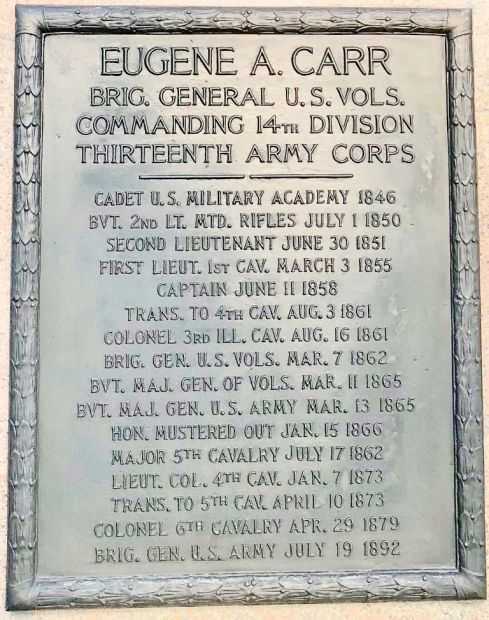 EUGENE A. CARR
BRIG. GENERAL U.S. VOLS.
COMMANDING 14TH DIVISION
THIRTEENTH ARMY CORPS
CADET U.S. MILITARY ACADEMY 1846
BVT. 2ND LT. MTD. RIFLES JULY 1 1850
SECOND LIEUTENANT JUNE 30 1851
FIRST LIEUT. 1ST CAV. MARCH 3 1855
CAPTAIN JUNE 11 1858
TRANS. TO 4TH CAV. AUG. 3 1861
COLONEL 3RD ILL. CAV. AUG. 16 1861
BRIG. GEN. U.S. VOLS. MAR. 7 1862
BVT. MAJ. GEN. OF VOLS. MAR. 11 1865
BVT. MAJ. GEN. U.S. ARMY MAR. 13 1865
HON. MUSTERED OUT JAN. 15 1866
MAJOR 5TH CAVALRY JULY 17 1862
LIEUT. COL. 4TH CAV. JAN. 7 1873
TRANS. TO 5TH CAV. APRIL 10 1873
COLONEL 6TH CAVALRY APR. 29 1879
BRIG. GEN. U.S. ARMY JULY 19 1892